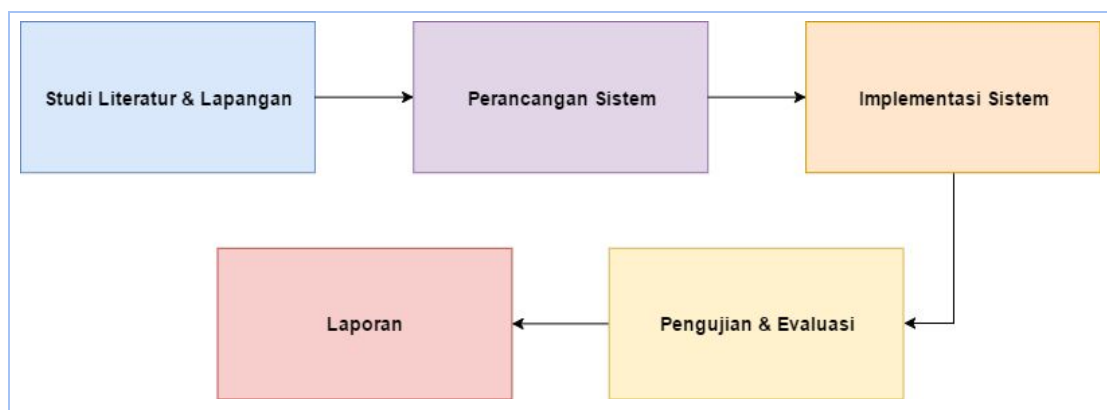 Studi Literatur & Lapangan
Perancangan Sistem
Implementasi Sistem
Pengujian & Evaluasi
Laporan